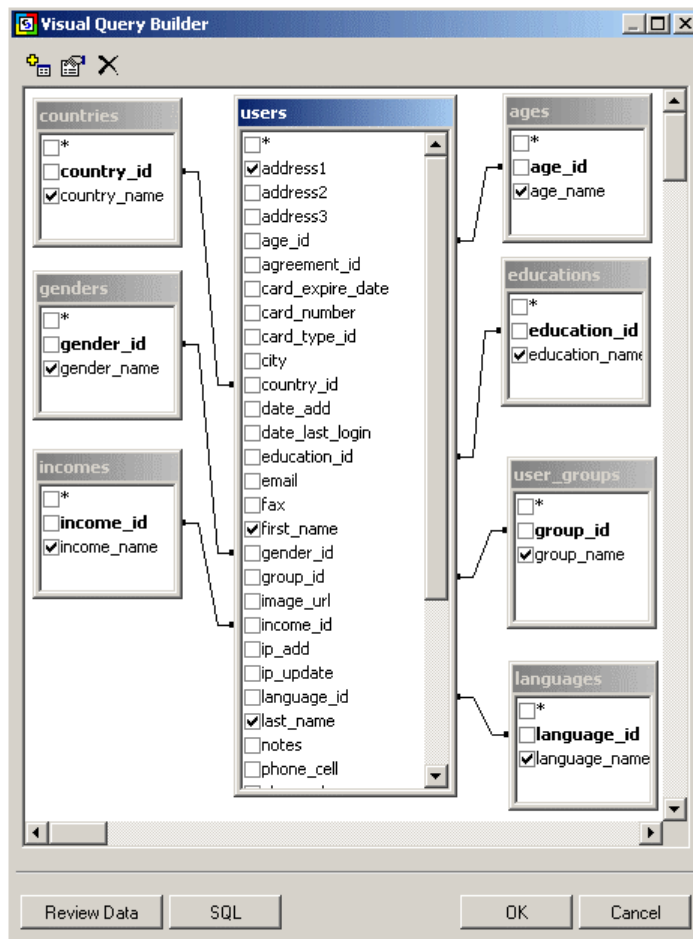 Visual Query Builder
countries
*
country_id
country_name
genders
*
gender_id
gender_name
incomes
*
income_id
income_name
users
*
address1
address2
address3
age_id
agreement_id
card_expire_date
card_number
card_type_id
city
country_id
date_add
date_last_login
education_id
email
fax
first_name
gender_id
group_id
image_url
income_id
ip_add
ip_update
language_id
last_name
notes
phone_cell
ages
*
age_id
age_name
educations
*
education_id
education_name
user_groups
*
group_id
group_name
languages
*
language_id
language_name
Review Data
SQL
OK
Cancel